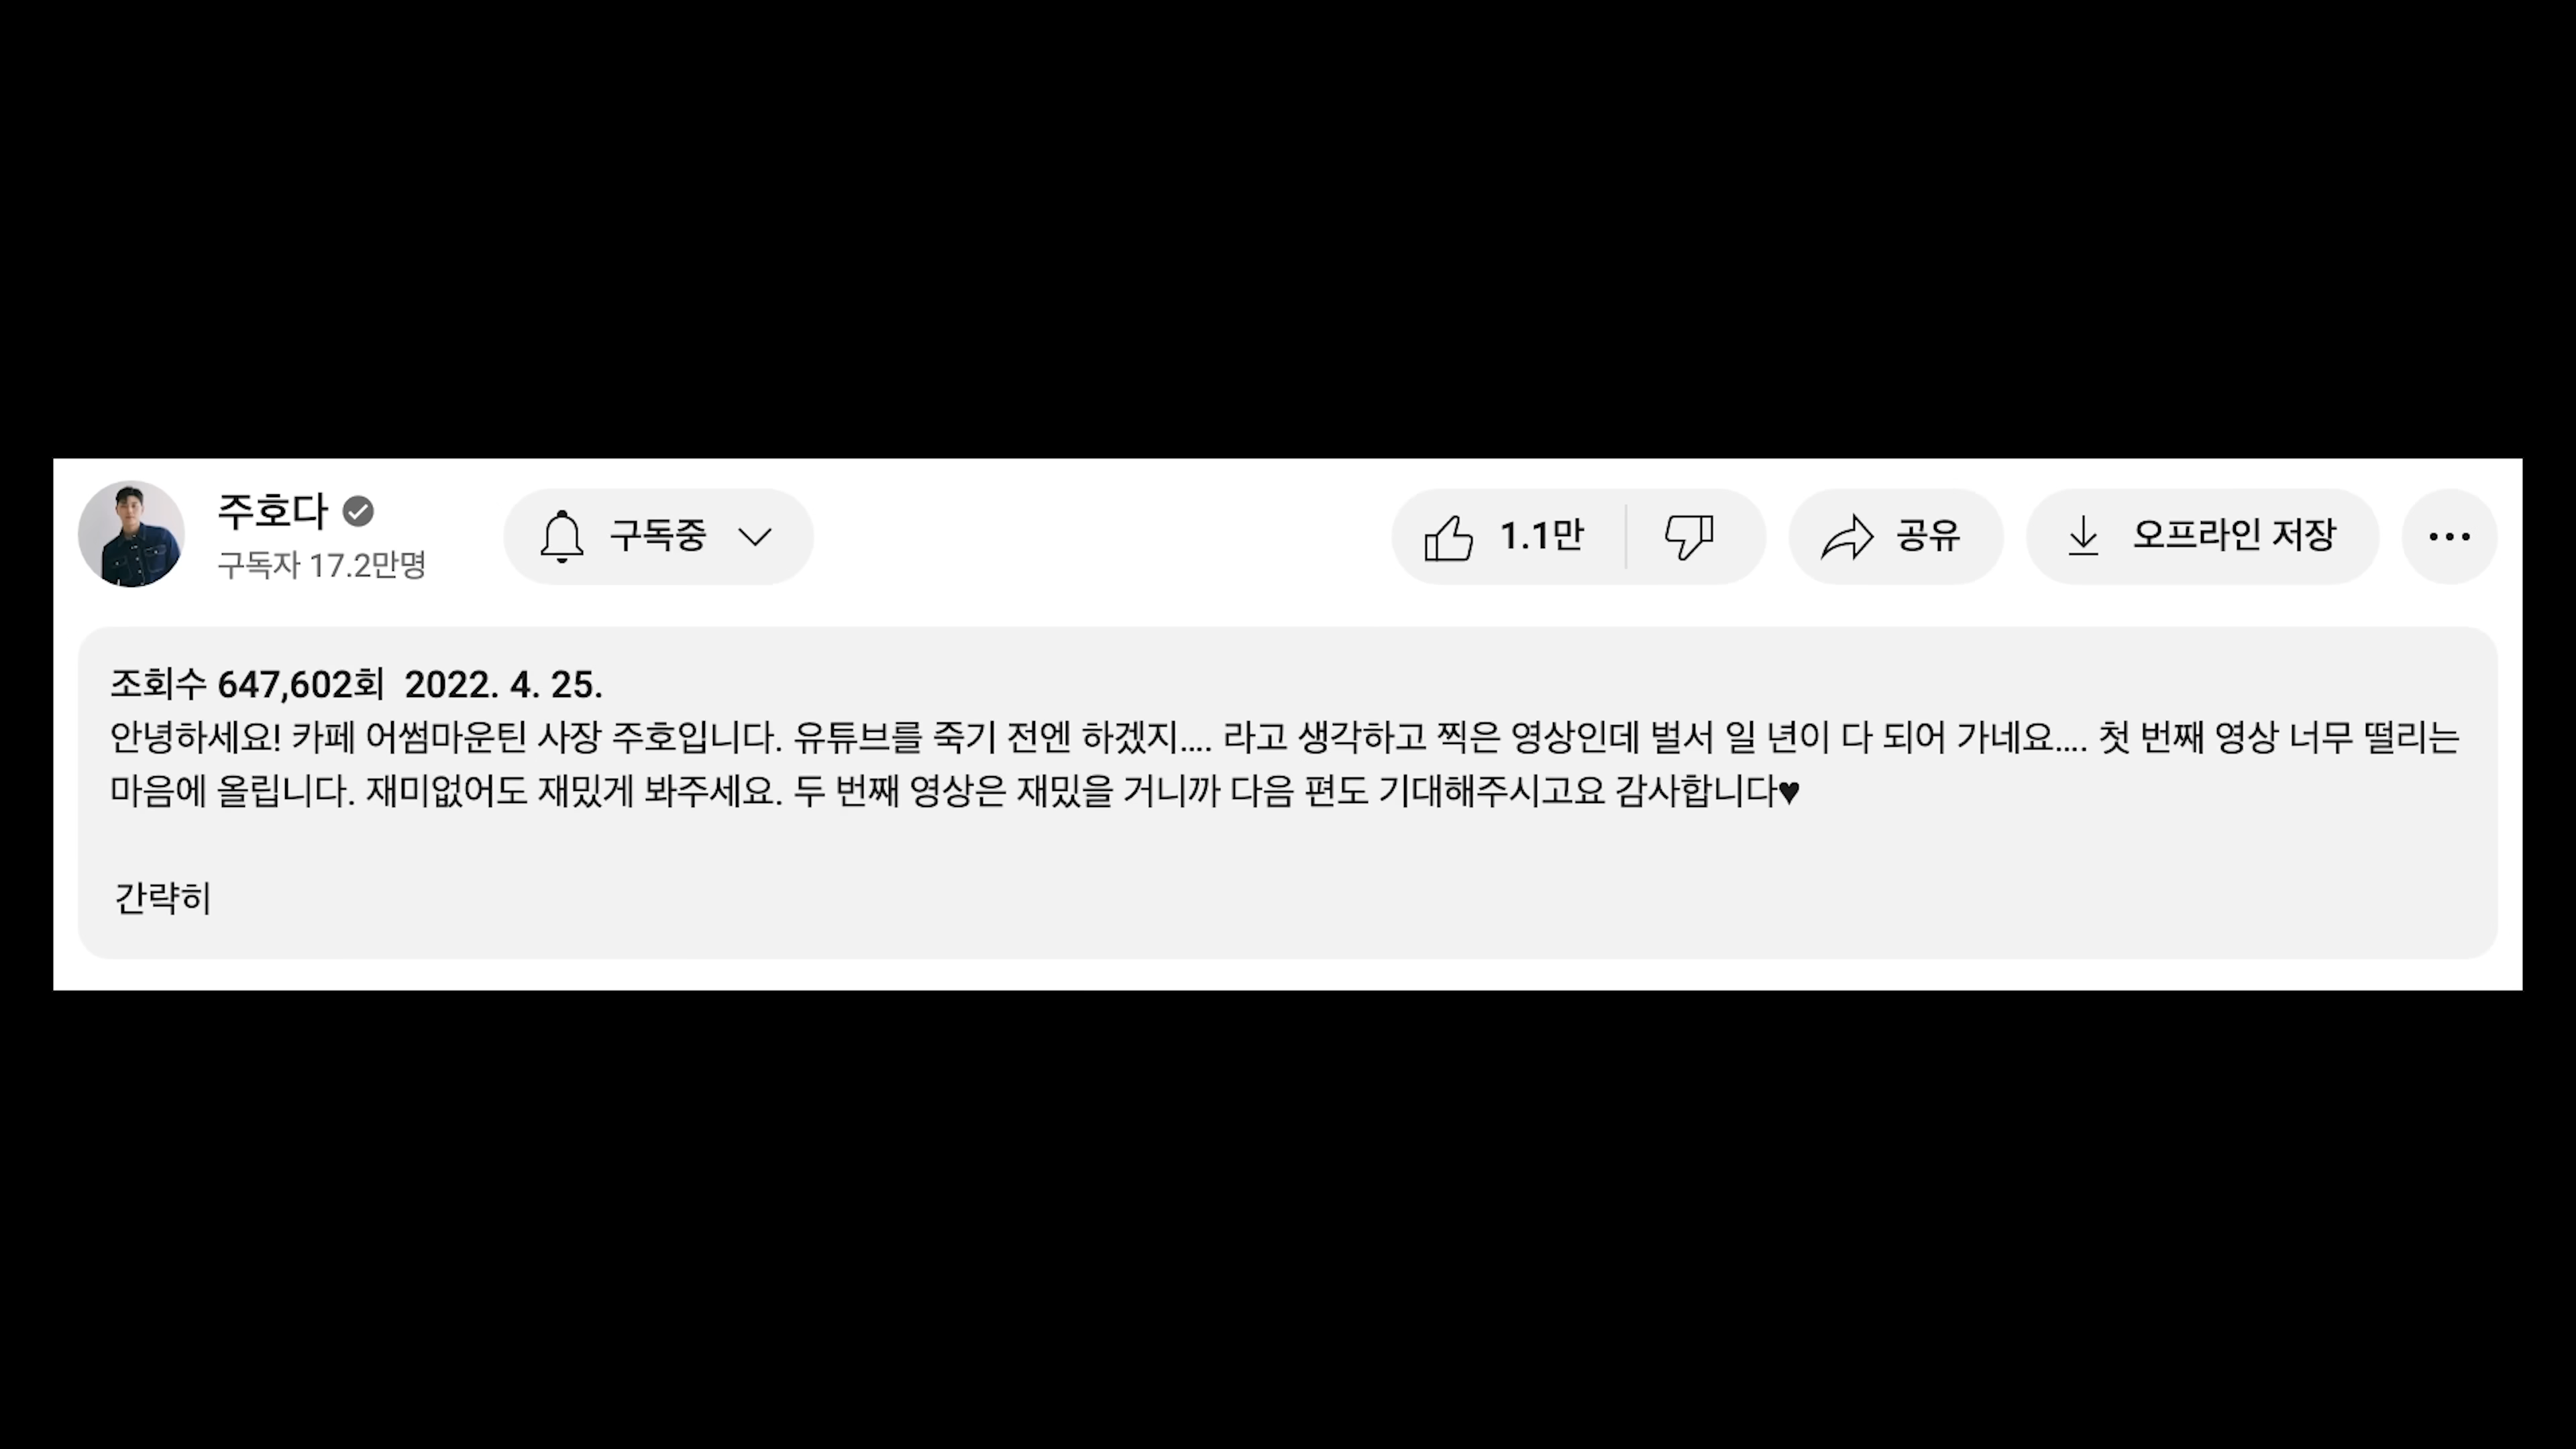 주호다
구독자 17.2만명
구독중
1.1만
공유
오프라인 저장
조회수 647,602회 2022. 4. 25.
안녕하세요! 카페 어썸마운틴 사장 주호입니다. 유튜브를 죽기 전엔 하겠지.... 라고 생각하고 찍은 영상인데 벌서 일 년이 다 되어 가네요.... 첫 번째 영상 너무 떨리는
마음에 올립니다. 재미없어도 재밌게 봐주세요. 두 번째 영상은 재밌을 거니까 다음 편도 기대해주시고요 감사합니다♥
간략히